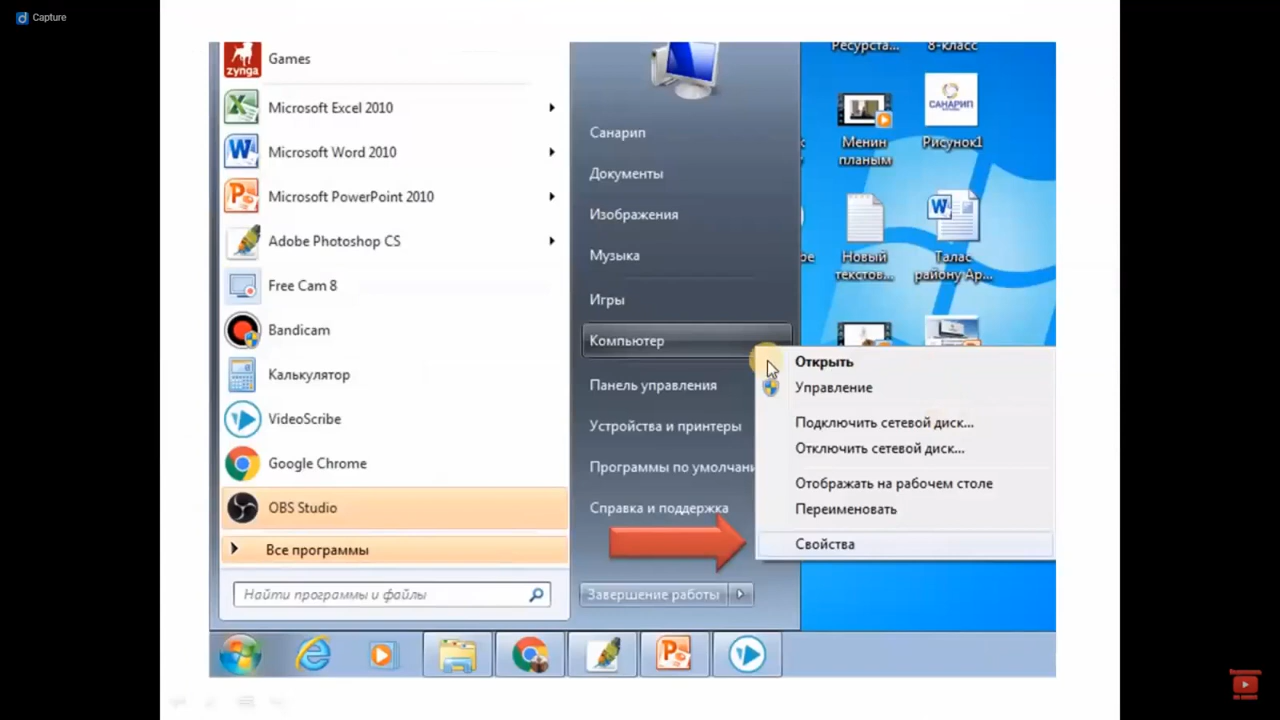 Capture
zynga
Games
Microsoft Excel 2010
Microsoft Word 2010
Microsoft PowerPoint 2010
Adobe Photoshop CS
Free Cam 8
Bandicam
Калькулятор
VideoScribe
Google Chrome
OBS Studio
Все программы
Найти программы и файлы
Санарип
Документы
Изображения
Музыка
Игры
Компьютер
Панель управления
Устройства и принтеры
Программы по умолчани
Справка и поддержка
Завершение работы
Открыть
Управление
Подключить сетевой диск...
Отключить сетевой диск...
Отображать на рабочем столе
Переименовать
Свойства
Ресурста...
8-класс
САНАРИП
Менин
планым
Рисунок1
Новый
текстов...
Талас
району Ар...